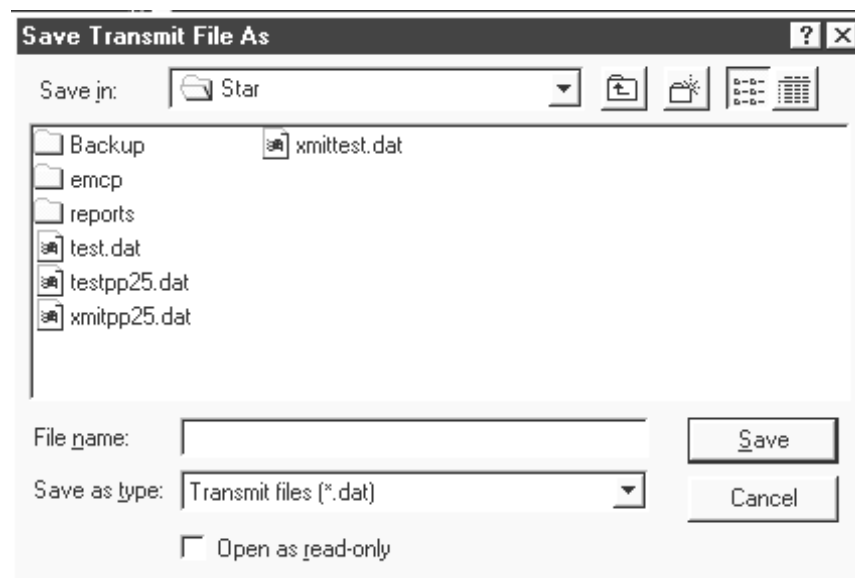 Save Transmit File As
Save in: Star
Backup xmittest.dat
emcp
reports
test.dat
testpp25.dat
xmitpp25.dat
File name: Save
Save as type: Transmit files (*.dat) Cancel
Open as read-only